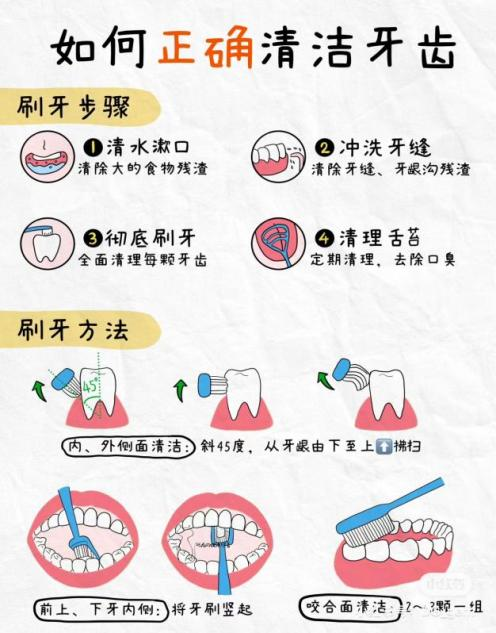 如何正确清洁牙齿
刷牙步骤
1 清水漱口
清除大的食物残渣
2 冲洗牙缝
清除牙缝、牙龈沟残渣
3 彻底刷牙
全面清理每颗牙齿
4 清理舌苔
定期清理，去除口臭
刷牙方法
45°
内、外侧面清洁：斜45度，从牙龈由下至上⬆️拂扫
前上、下牙内侧：将牙刷竖起
咬合面清洁：2～3颗一组